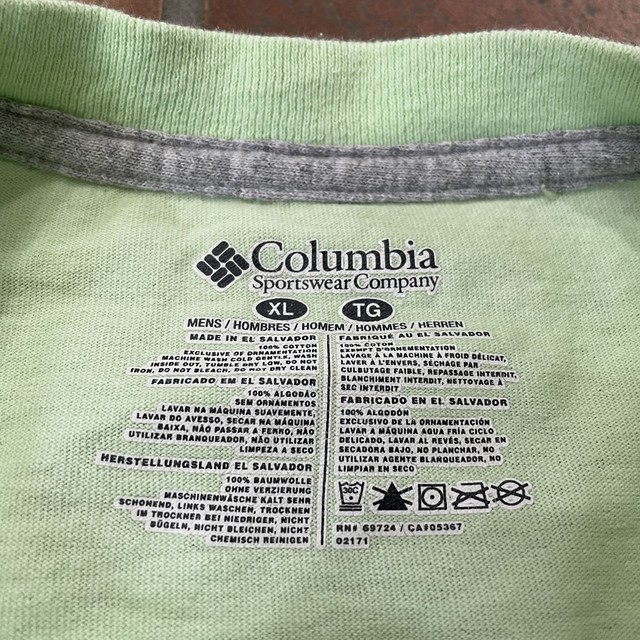 Columbia
Sportswear Company
XL TG
MENS / HOMBRES / HOMEM / HOMMES / HERREN
MADE IN EL SALVADOR
100% COTTON
EXCLUSIVE OF ORNAMENTATION
MACHINE WASH COLD GENTLY, WASH
INSIDE OUT, TUMBLE DRY LOW, DO NOT
IRON, DO NOT BLEACH, DO NOT DRY CLEAN
FABRICADO EM EL SALVADOR
100% ALGODÃO
SEM ORNAMENTOS
LAVAR NA MÁQUINA SUAVEMENTE,
LAVAR DO AVESSO, SECAR NA MÁQUINA
BAIXA, NÃO PASSAR A FERRO, NÃO
UTILIZAR BRANQUEADOR, NÃO UTILIZAR
LIMPEZA A SECO
HERSTELLUNGSLAND EL SALVADOR
100% BAUMWOLLE
OHNE VERZIERUNG
MASCHINENWÄSCHE KALT SEHR
SCHONEND, LINKS WASCHEN, TROCKNEN
IM TROCKNER BEI NIEDRIGER, NICHT
BÜGELN, NICHT BLEICHEN, NICHT
CHEMISCH REINIGEN
FABRIQUÉ AU EL SALVADOR
100% COTON
EXEMPT D'ORNEMENTATION
LAVAGE À LA MACHINE À FROID DÉLICAT,
LAVER À L'ENVERS, SÉCHAGE PAR
CULBUTAGE FAIBLE, REPASSAGE INTERDIT,
BLANCHIMENT INTERDIT, NETTOYAGE À
SEC INTERDIT
FABRICADO EN EL SALVADOR
100% ALGODÓN
EXCLUSIVO DE LA ORNAMENTACIÓN
LAVAR A MÁQUINA AGUA FRIA CICLO
DELICADO, LAVAR AL REVÉS, SECAR EN
SECADORA BAJO, NO PLANCHAR, NO
UTILIZAR AGENTE BLANQUEADOR, NO
LIMPIAR EN SECO
30C
RN# 69724 / CA#05367
02171